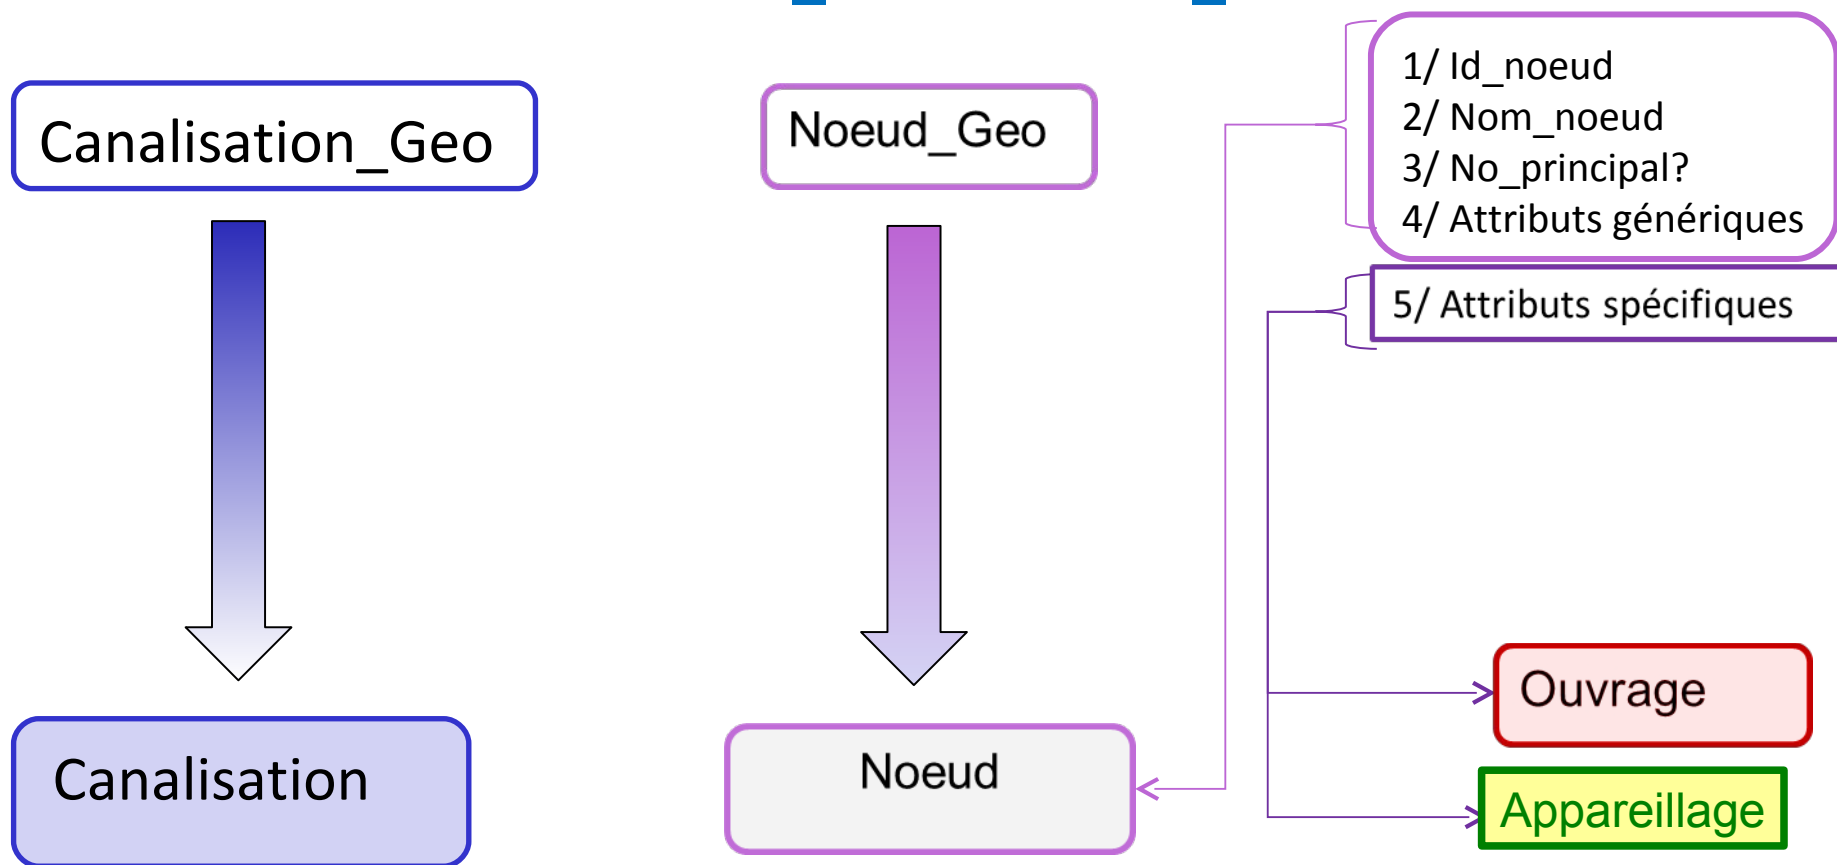 Canalisation_Geo
Noeud_Geo
1/ Id_noeud
2/ Nom_noeud
3/ No_principal?
4/ Attributs génériques
5/ Attributs spécifiques
Ouvrage
Canalisation
Noeud
Appareillage